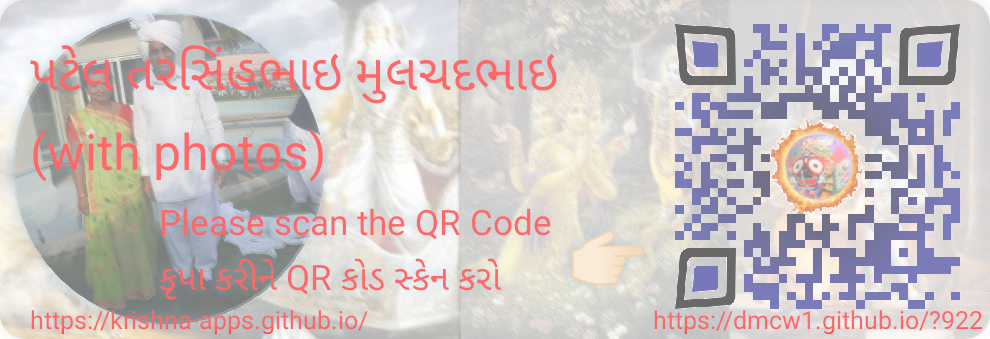 પટેલ તરસિંહભાઇ મુલચદભાઇ
(with photos)
Please scan the QR Code
કૃપા કરીને QR કોડ સ્કેન કરો
https://krishna-apps.github.io/
https://dmcw1.github.io/?922